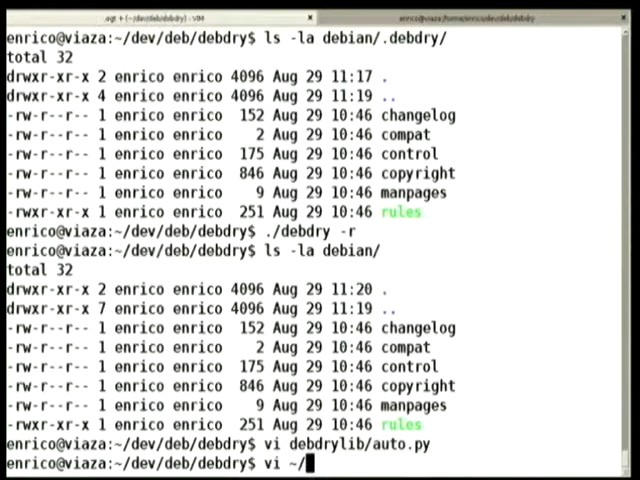 .egt + (~/dev/deb/debdry) - VIM
enrico@viaza: /home/enrico/dev/deb/debdry
enrico@viaza:~/dev/deb/debdry$ ls -la debian/.debdry/
total 32
drwxr-xr-x 2 enrico enrico 4096 Aug 29 11:17 .
drwxr-xr-x 4 enrico enrico 4096 Aug 29 11:19 ..
-rw-r--r-- 1 enrico enrico  152 Aug 29 10:46 changelog
-rw-r--r-- 1 enrico enrico    2 Aug 29 10:46 compat
-rw-r--r-- 1 enrico enrico  175 Aug 29 10:46 control
-rw-r--r-- 1 enrico enrico  846 Aug 29 10:46 copyright
-rw-r--r-- 1 enrico enrico    9 Aug 29 10:46 manpages
-rwxr-xr-x 1 enrico enrico  251 Aug 29 10:46 rules
enrico@viaza:~/dev/deb/debdry$ ./debdry -r
enrico@viaza:~/dev/deb/debdry$ ls -la debian/
total 32
drwxr-xr-x 2 enrico enrico 4096 Aug 29 11:20 .
drwxr-xr-x 7 enrico enrico 4096 Aug 29 11:19 ..
-rw-r--r-- 1 enrico enrico  152 Aug 29 10:46 changelog
-rw-r--r-- 1 enrico enrico    2 Aug 29 10:46 compat
-rw-r--r-- 1 enrico enrico  175 Aug 29 10:46 control
-rw-r--r-- 1 enrico enrico  846 Aug 29 10:46 copyright
-rw-r--r-- 1 enrico enrico    9 Aug 29 10:46 manpages
-rwxr-xr-x 1 enrico enrico  251 Aug 29 10:46 rules
enrico@viaza:~/dev/deb/debdry$ vi debdrylib/auto.py
enrico@viaza:~/dev/deb/debdry$ vi ~/